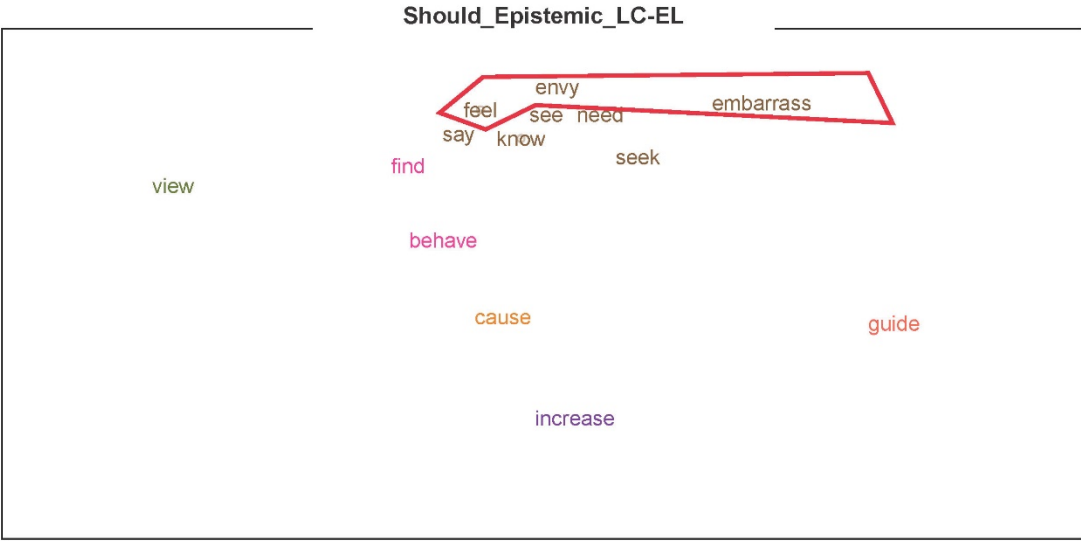 Should_Epistemic_LC-EL
envy
feel
embarrass
see need
say
know
seek
find
view
behave
cause
guide
increase